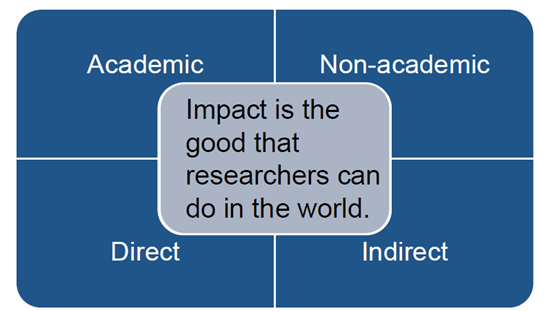 Academic
Non-academic
Impact is the
good that
researchers can
do in the world.
Direct
Indirect